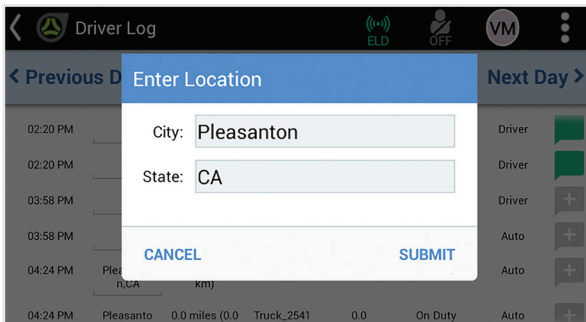 Driver Log ELD OFF VM
Previous D Next Day
Enter Location
City: Pleasanton
State: CA
CANCEL SUBMIT
02:20 PM Driver
02:20 PM Driver
03:58 PM Driver
03:58 PM Auto
04:24 PM Plea Auto
n,CA km)
04:24 PM Pleasanto 0.0 miles (0.0 Truck_2541 0.0 On Duty Auto